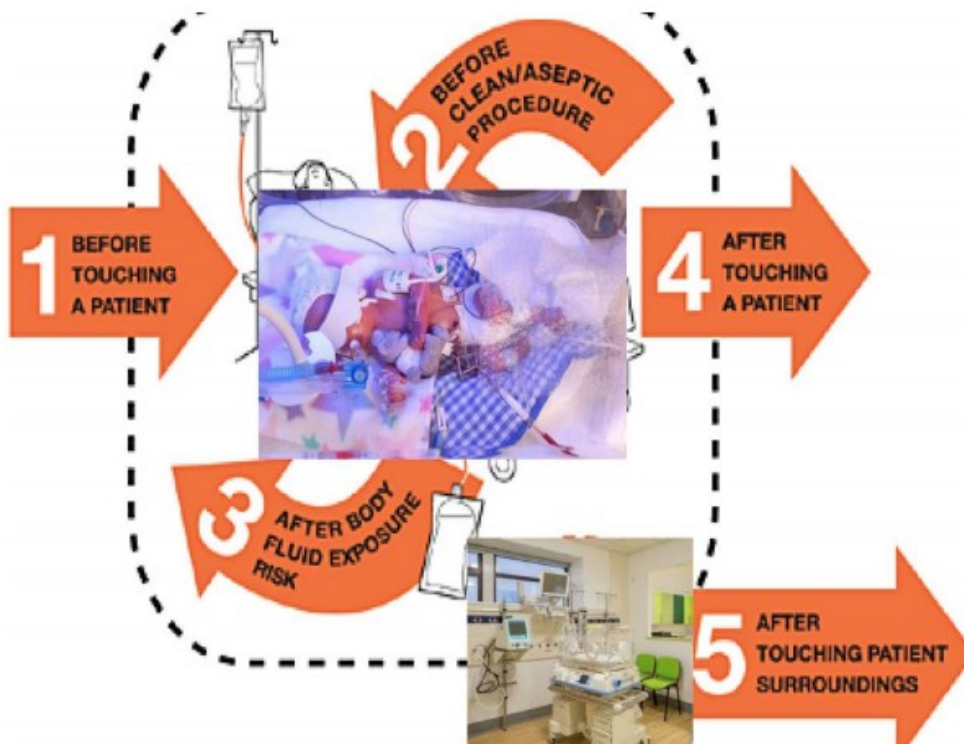 1 BEFORE
TOUCHING
A PATIENT
2 BEFORE
CLEAN/ASEPTIC
PROCEDURE
3 AFTER BODY
FLUID EXPOSURE
RISK
4 AFTER
TOUCHING
A PATIENT
5 AFTER
TOUCHING PATIENT
SURROUNDINGS